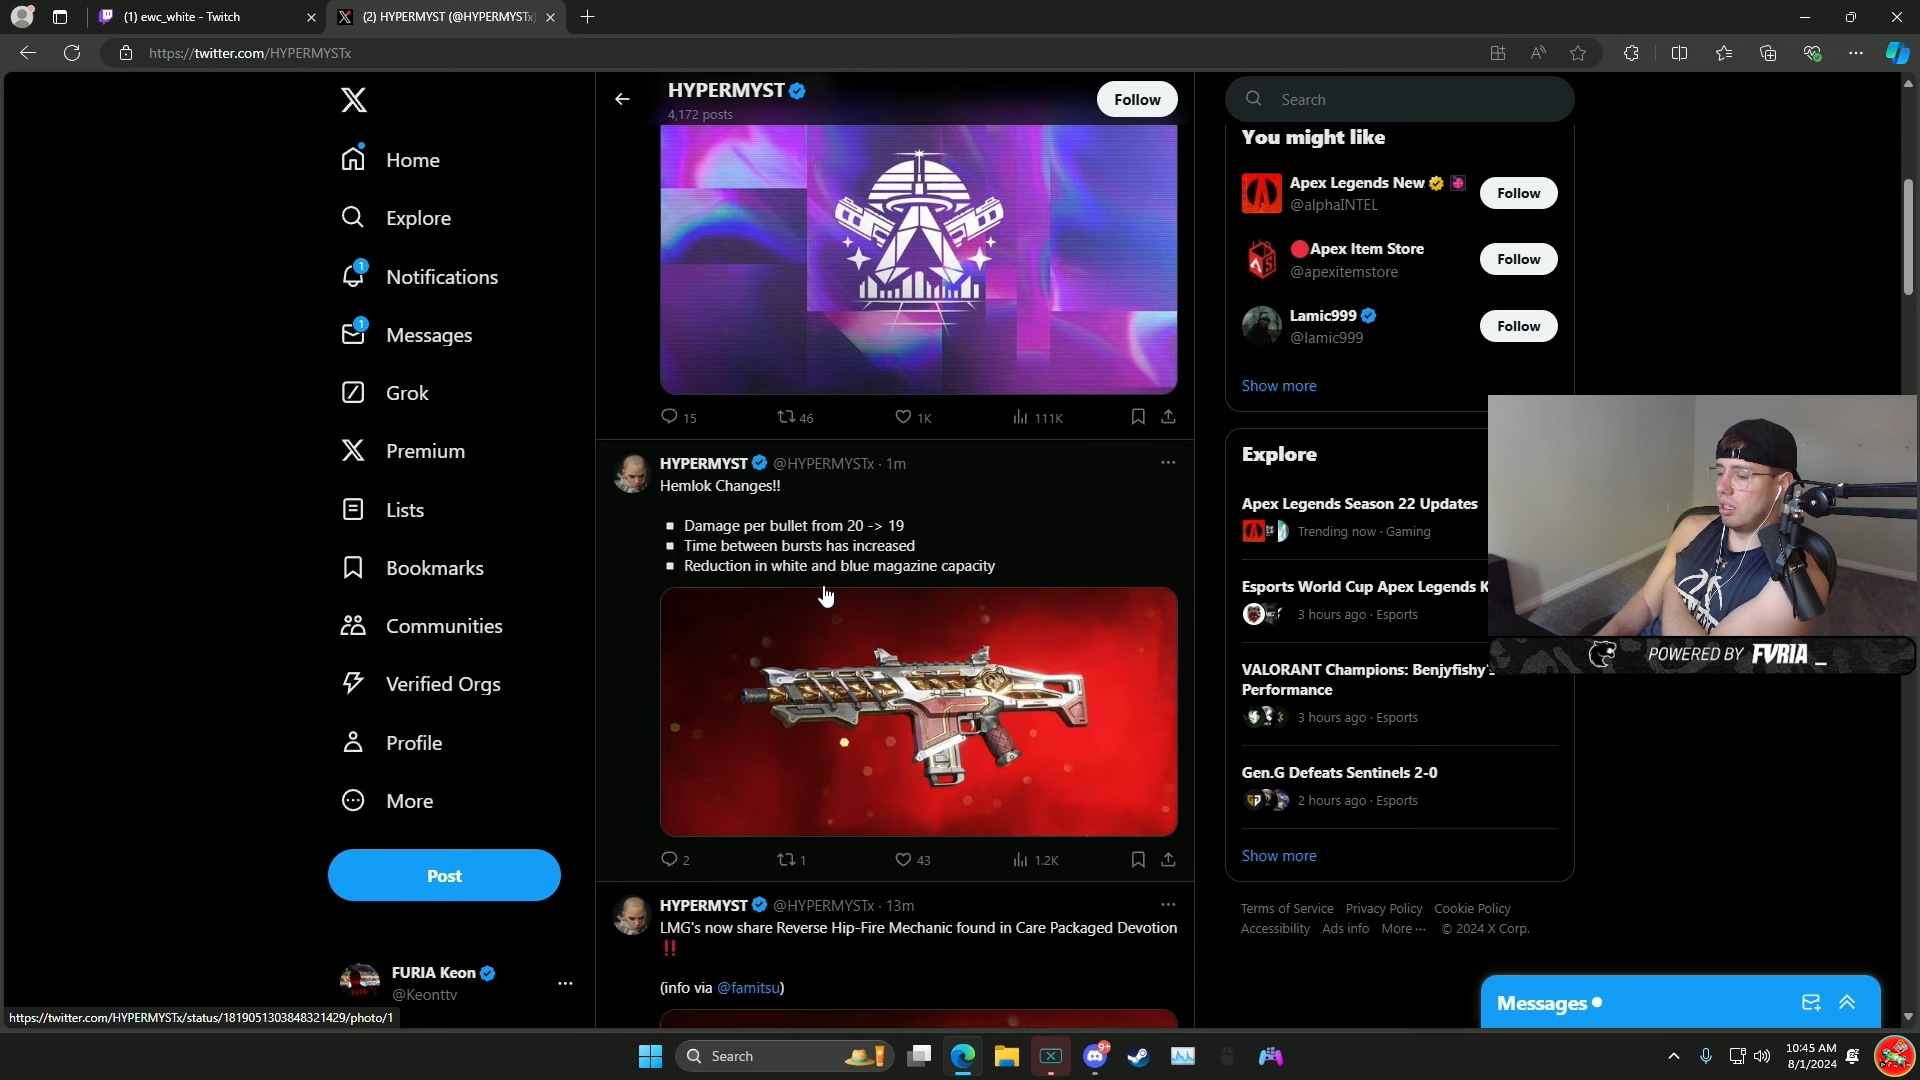 (1) ewc_white - Twitch
(2) HYPERMYST (@HYPERMYSTx
https://twitter.com/HYPERMYSTx
HYPERMYST
4,172 posts
Follow
Search
Home
Explore
Notifications
Messages
Grok
Premium
Lists
Bookmarks
Communities
Verified Orgs
Profile
More
Post
FURIA Keon
@Keonttv
https://twitter.com/HYPERMYSTx/status/1819051303848321429/photo/1
15 46 1K 111K
HYPERMYST @HYPERMYSTx · 1m
Hemlok Changes!!
▪ Damage per bullet from 20 -> 19
▪ Time between bursts has increased
▪ Reduction in white and blue magazine capacity
2 1 43 1.2K
HYPERMYST @HYPERMYSTx · 13m
LMG's now share Reverse Hip-Fire Mechanic found in Care Packaged Devotion
‼
(info via @famitsu)
You might like
Apex Legends New
@alphaINTEL
Follow
Apex Item Store
@apexitemstore
Follow
Lamic999
@lamic999
Follow
Show more
Explore
Apex Legends Season 22 Updates
Trending now · Gaming
Esports World Cup Apex Legends K
3 hours ago · Esports
VALORANT Champions: Benjyfishy's
Performance
3 hours ago · Esports
Gen.G Defeats Sentinels 2-0
2 hours ago · Esports
Show more
Terms of Service Privacy Policy Cookie Policy
Accessibility Ads info More ··· © 2024 X Corp.
POWERED BY FURIA _
Messages
Search
9+
10:45 AM
8/1/2024